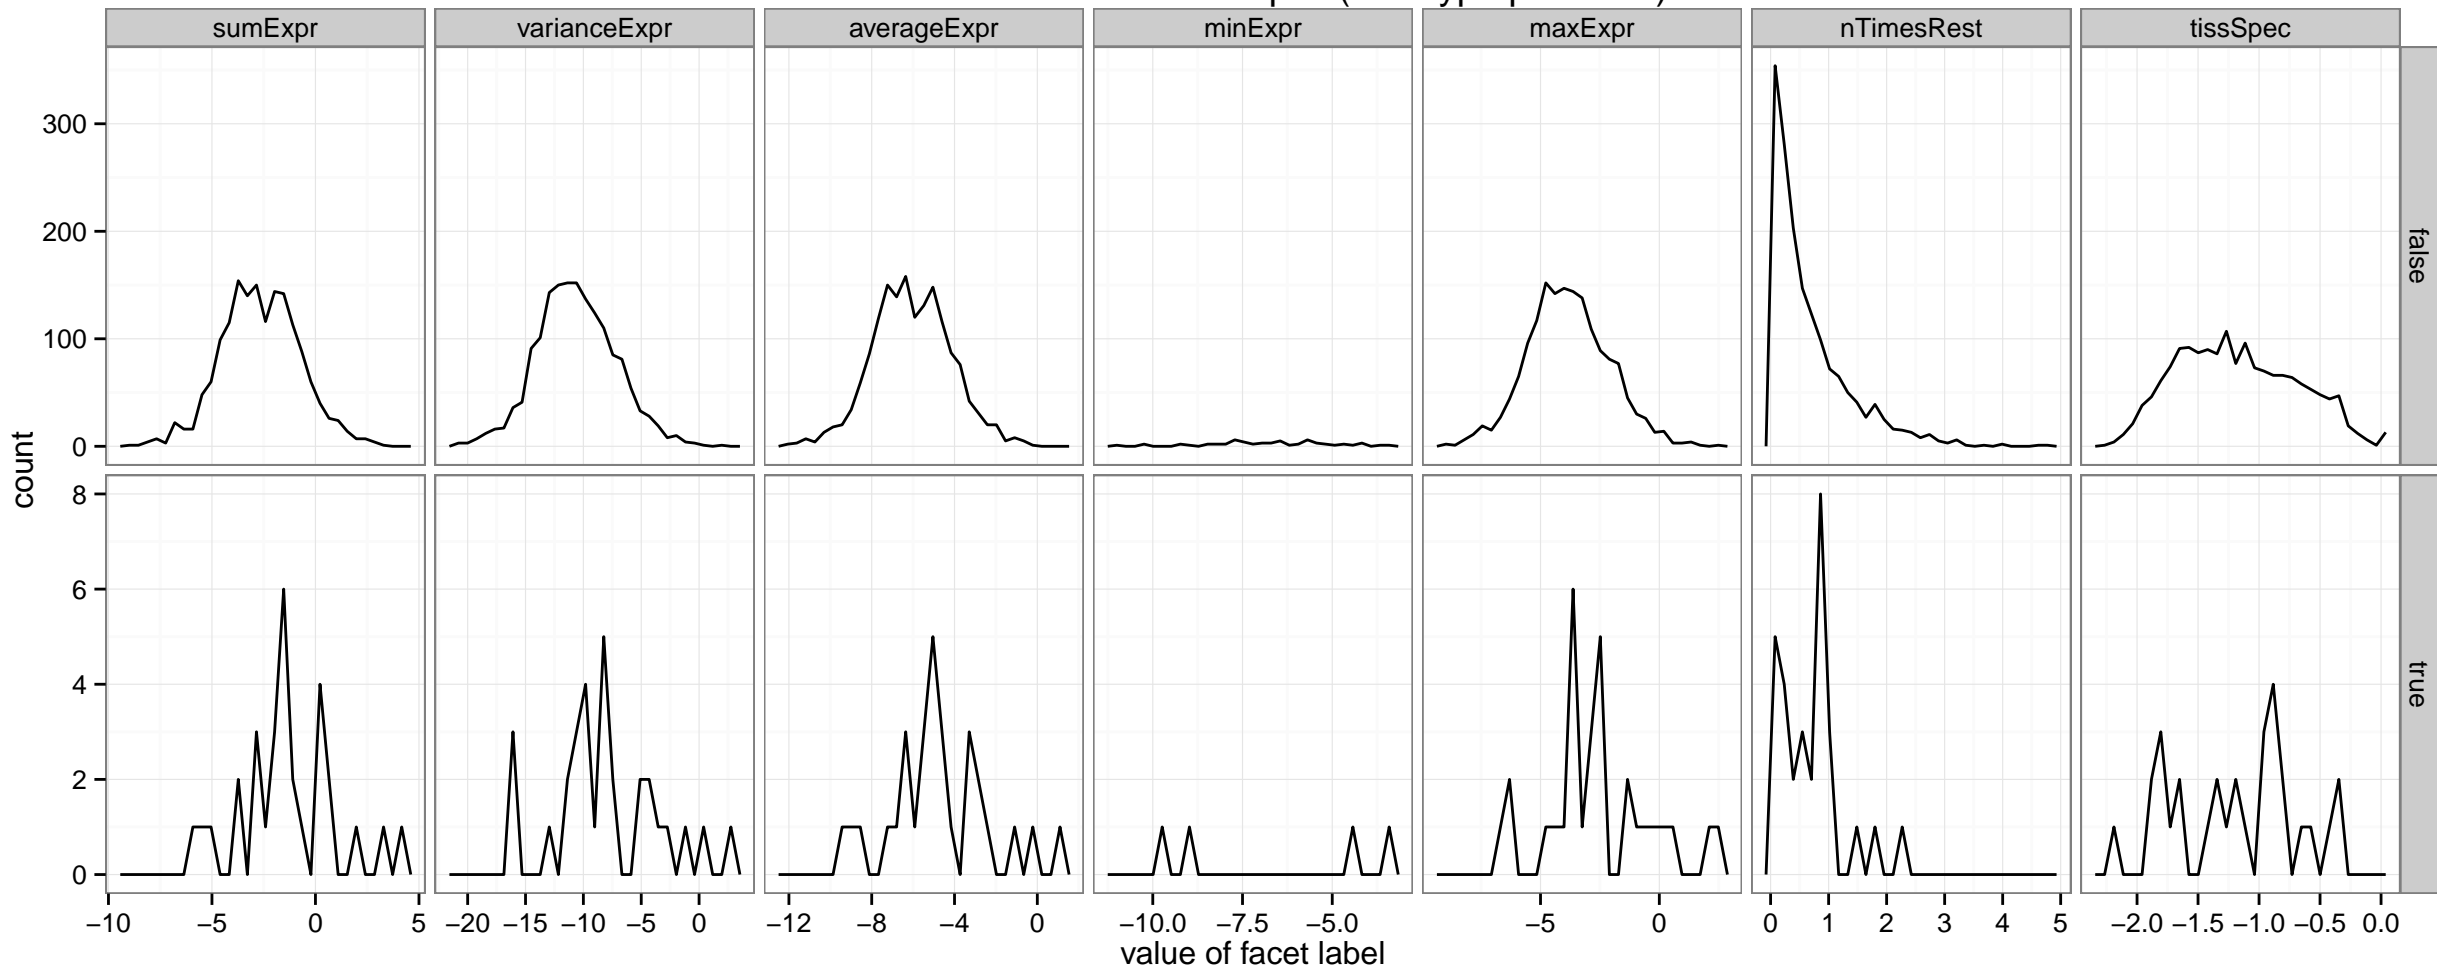 sumExpr varianceExpr averageExpr minExpr maxExpr nTimesRest tissSpec
300
200
100
0
false
count
8
6
4
2
0
true
−10 −5 0 5 −20 −15 −10 −5 0 −12 −8 −4 0 −10.0 −7.5 −5.0 −5 0 0 1 2 3 4 5 −2.0 −1.5 −1.0 −0.5 0.0
value of facet label